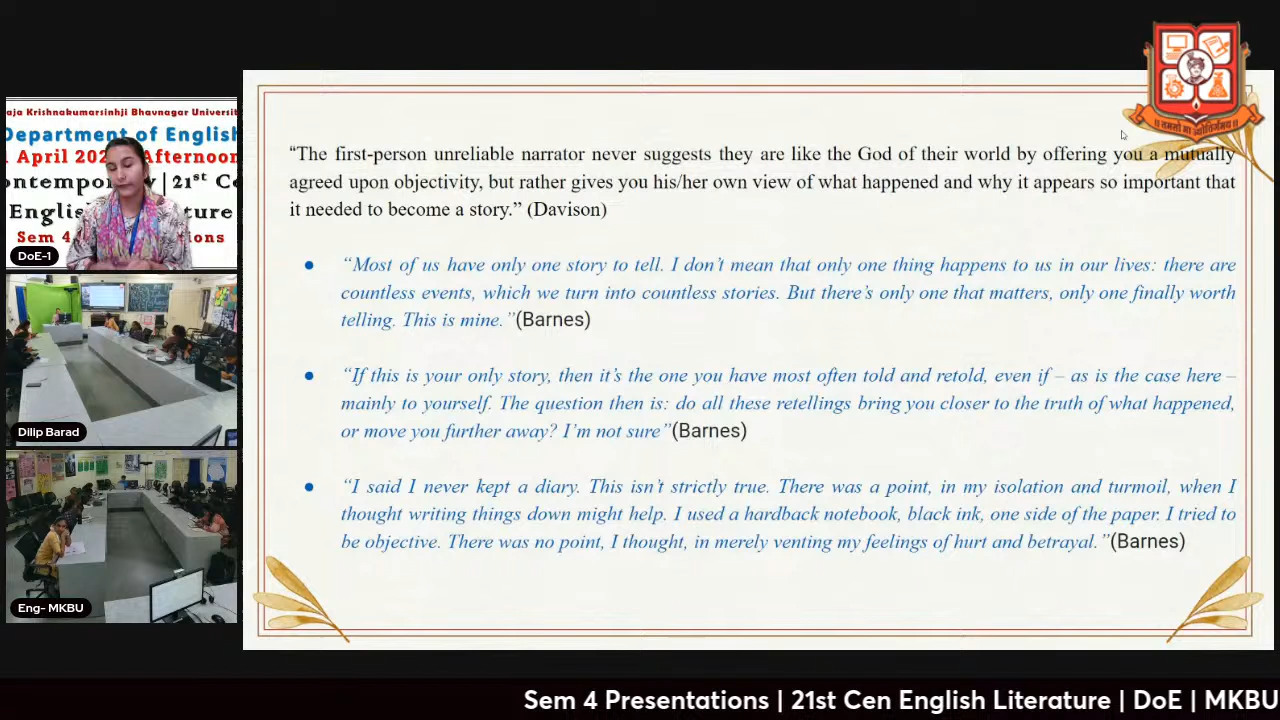 aja Krishnakumarsinhji Bhavnagar Universit
Department of English
April 202 Afternoon
ontemporary | 21st Ce
English ture
Sem 4 ions
DoE-1
Dilip Barad
Eng- MKBU
“The first-person unreliable narrator never suggests they are like the God of their world by offering you a mutually
agreed upon objectivity, but rather gives you his/her own view of what happened and why it appears so important that
it needed to become a story.” (Davison)
● “Most of us have only one story to tell. I don’t mean that only one thing happens to us in our lives: there are
countless events, which we turn into countless stories. But there’s only one that matters, only one finally worth
telling. This is mine.”(Barnes)
● “If this is your only story, then it’s the one you have most often told and retold, even if – as is the case here –
mainly to yourself. The question then is: do all these retellings bring you closer to the truth of what happened,
or move you further away? I’m not sure”(Barnes)
● “I said I never kept a diary. This isn’t strictly true. There was a point, in my isolation and turmoil, when I
thought writing things down might help. I used a hardback notebook, black ink, one side of the paper. I tried to
be objective. There was no point, I thought, in merely venting my feelings of hurt and betrayal.”(Barnes)
Sem 4 Presentations | 21st Cen English Literature | DoE | MKBU